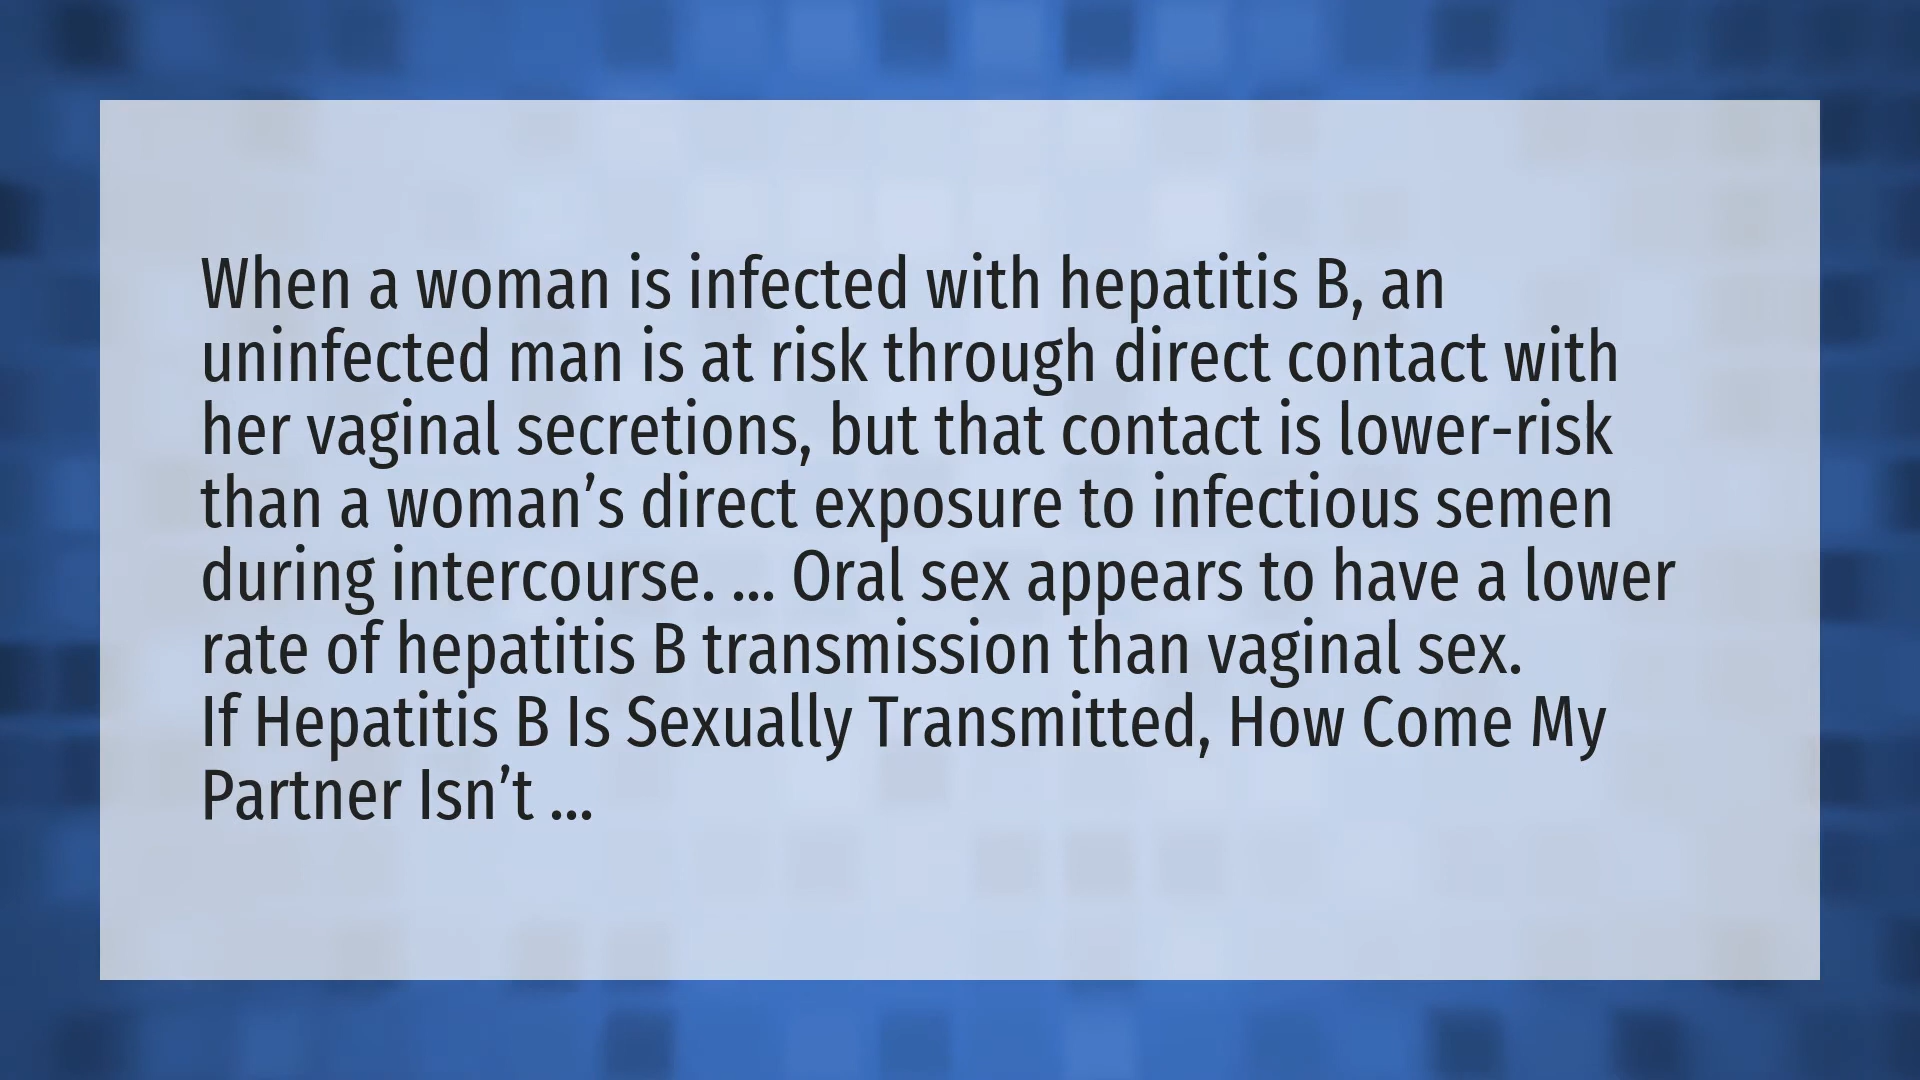 When a woman is infected with hepatitis B, an
uninfected man is at risk through direct contact with
her vaginal secretions, but that contact is lower-risk
than a woman’s direct exposure to infectious semen
during intercourse. ... Oral sex appears to have a lower
rate of hepatitis B transmission than vaginal sex.
If Hepatitis B Is Sexually Transmitted, How Come My
Partner Isn’t ...